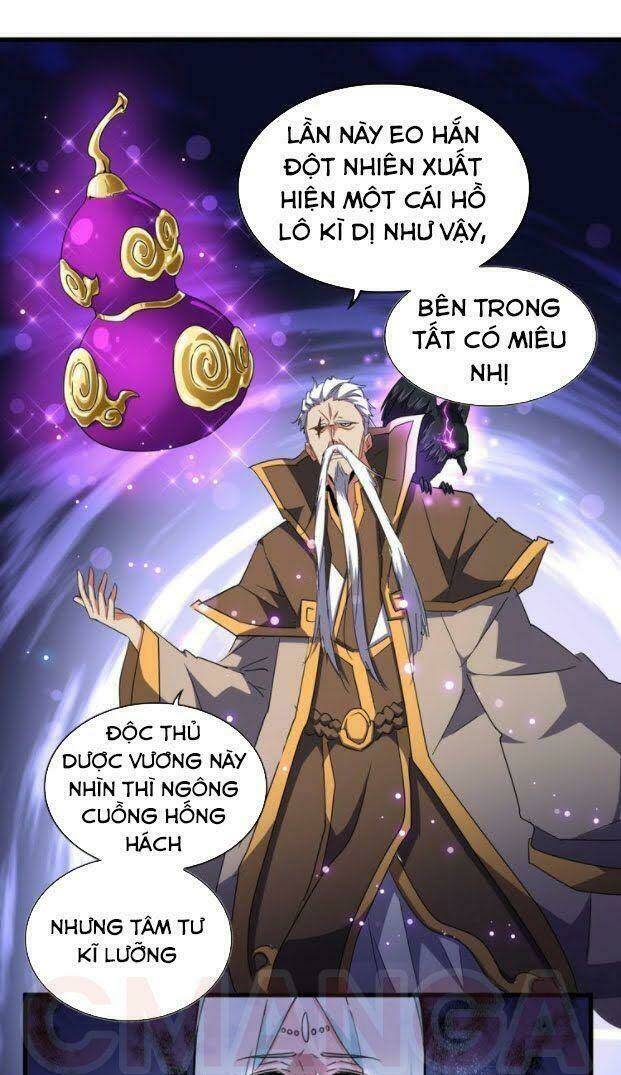 LẦN NÀY EO HẮN
ĐỘT NHIÊN XUẤT
HIỆN MỘT CÁI HỒ
LÔ KÌ DỊ NHƯ VẬY,
BÊN TRONG
TẤT CÓ MIÊU
NHỊ
ĐỘC THỦ
DƯỢC VƯƠNG NÀY
NHÌN THÌ NGÔNG
CUỒNG HỐNG
HÁCH
NHƯNG TÂM TƯ
KĨ LƯỠNG
CMANGA